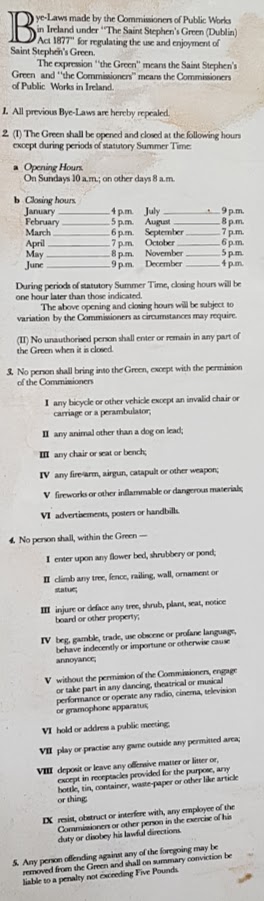 Bye-Laws made by the Commissioners of Public Works
in Ireland under "The Saint Stephen's Green (Dublin)
Act 1877" for regulating the use and enjoyment of
Saint Stephen's Green.
The expression "the Green" means the Saint Stephen's
Green and "the Commissioners" means the Commissioners
of Public Works in Ireland.
1. All previous Bye-Laws are hereby repealed.
2. (I) The Green shall be opened and closed at the following hours
except during periods of statutory Summer Time:
a Opening Hours.
On Sundays 10 a.m.; on other days 8 a.m.
b Closing hours.
January 4 p.m. July 9 p.m.
February 5 p.m. August 8 p.m.
March 6 p.m. September 7 p.m.
April 7 p.m. October 6 p.m.
May 8 p.m. November 5 p.m.
June 9 p.m. December 4 p.m.
During periods of statutory Summer Time, closing hours will be
one hour later than those indicated.
The above opening and closing hours will be subject to
variation by the Commissioners as circumstances may require.
(II) No unauthorised person shall enter or remain in any part of
the Green when it is closed.
3. No person shall bring into the Green, except with the permission
of the Commissioners
I any bicycle or other vehicle except an invalid chair or
carriage or a perambulator;
II any animal other than a dog on lead;
III any chair or seat or bench;
IV any firearm, airgun, catapult or other weapon;
V fireworks or other inflammable or dangerous materials;
VI advertisements, posters or handbills.
4. No person shall, within the Green —
I enter upon any flower bed, shrubbery or pond;
II climb any tree, fence, railing, wall, ornament or
statue;
III injure or deface any tree, shrub, plant, seat, notice
board or other property;
IV beg, gamble, trade, use obscene or profane language,
behave indecently or importune or otherwise cause
annoyance;
V without the permission of the Commissioners, engage
or take part in any dancing, theatrical or musical
performance or operate any radio, cinema, television
or gramophone apparatus;
VI hold or address a public meeting;
VII play or practise any game outside any permitted area;
VIII deposit or leave any offensive matter or litter or,
except in receptacles provided for the purpose, any
bottle, tin, container, waste-paper or other like article
or thing;
IX resist, obstruct or interfere with, any employee of the
Commissioners or other person in the exercise of his
duty or disobey his lawful directions.
5. Any person offending against any of the foregoing may be
removed from the Green and shall on summary conviction be
liable to a penalty not exceeding Five Pounds.